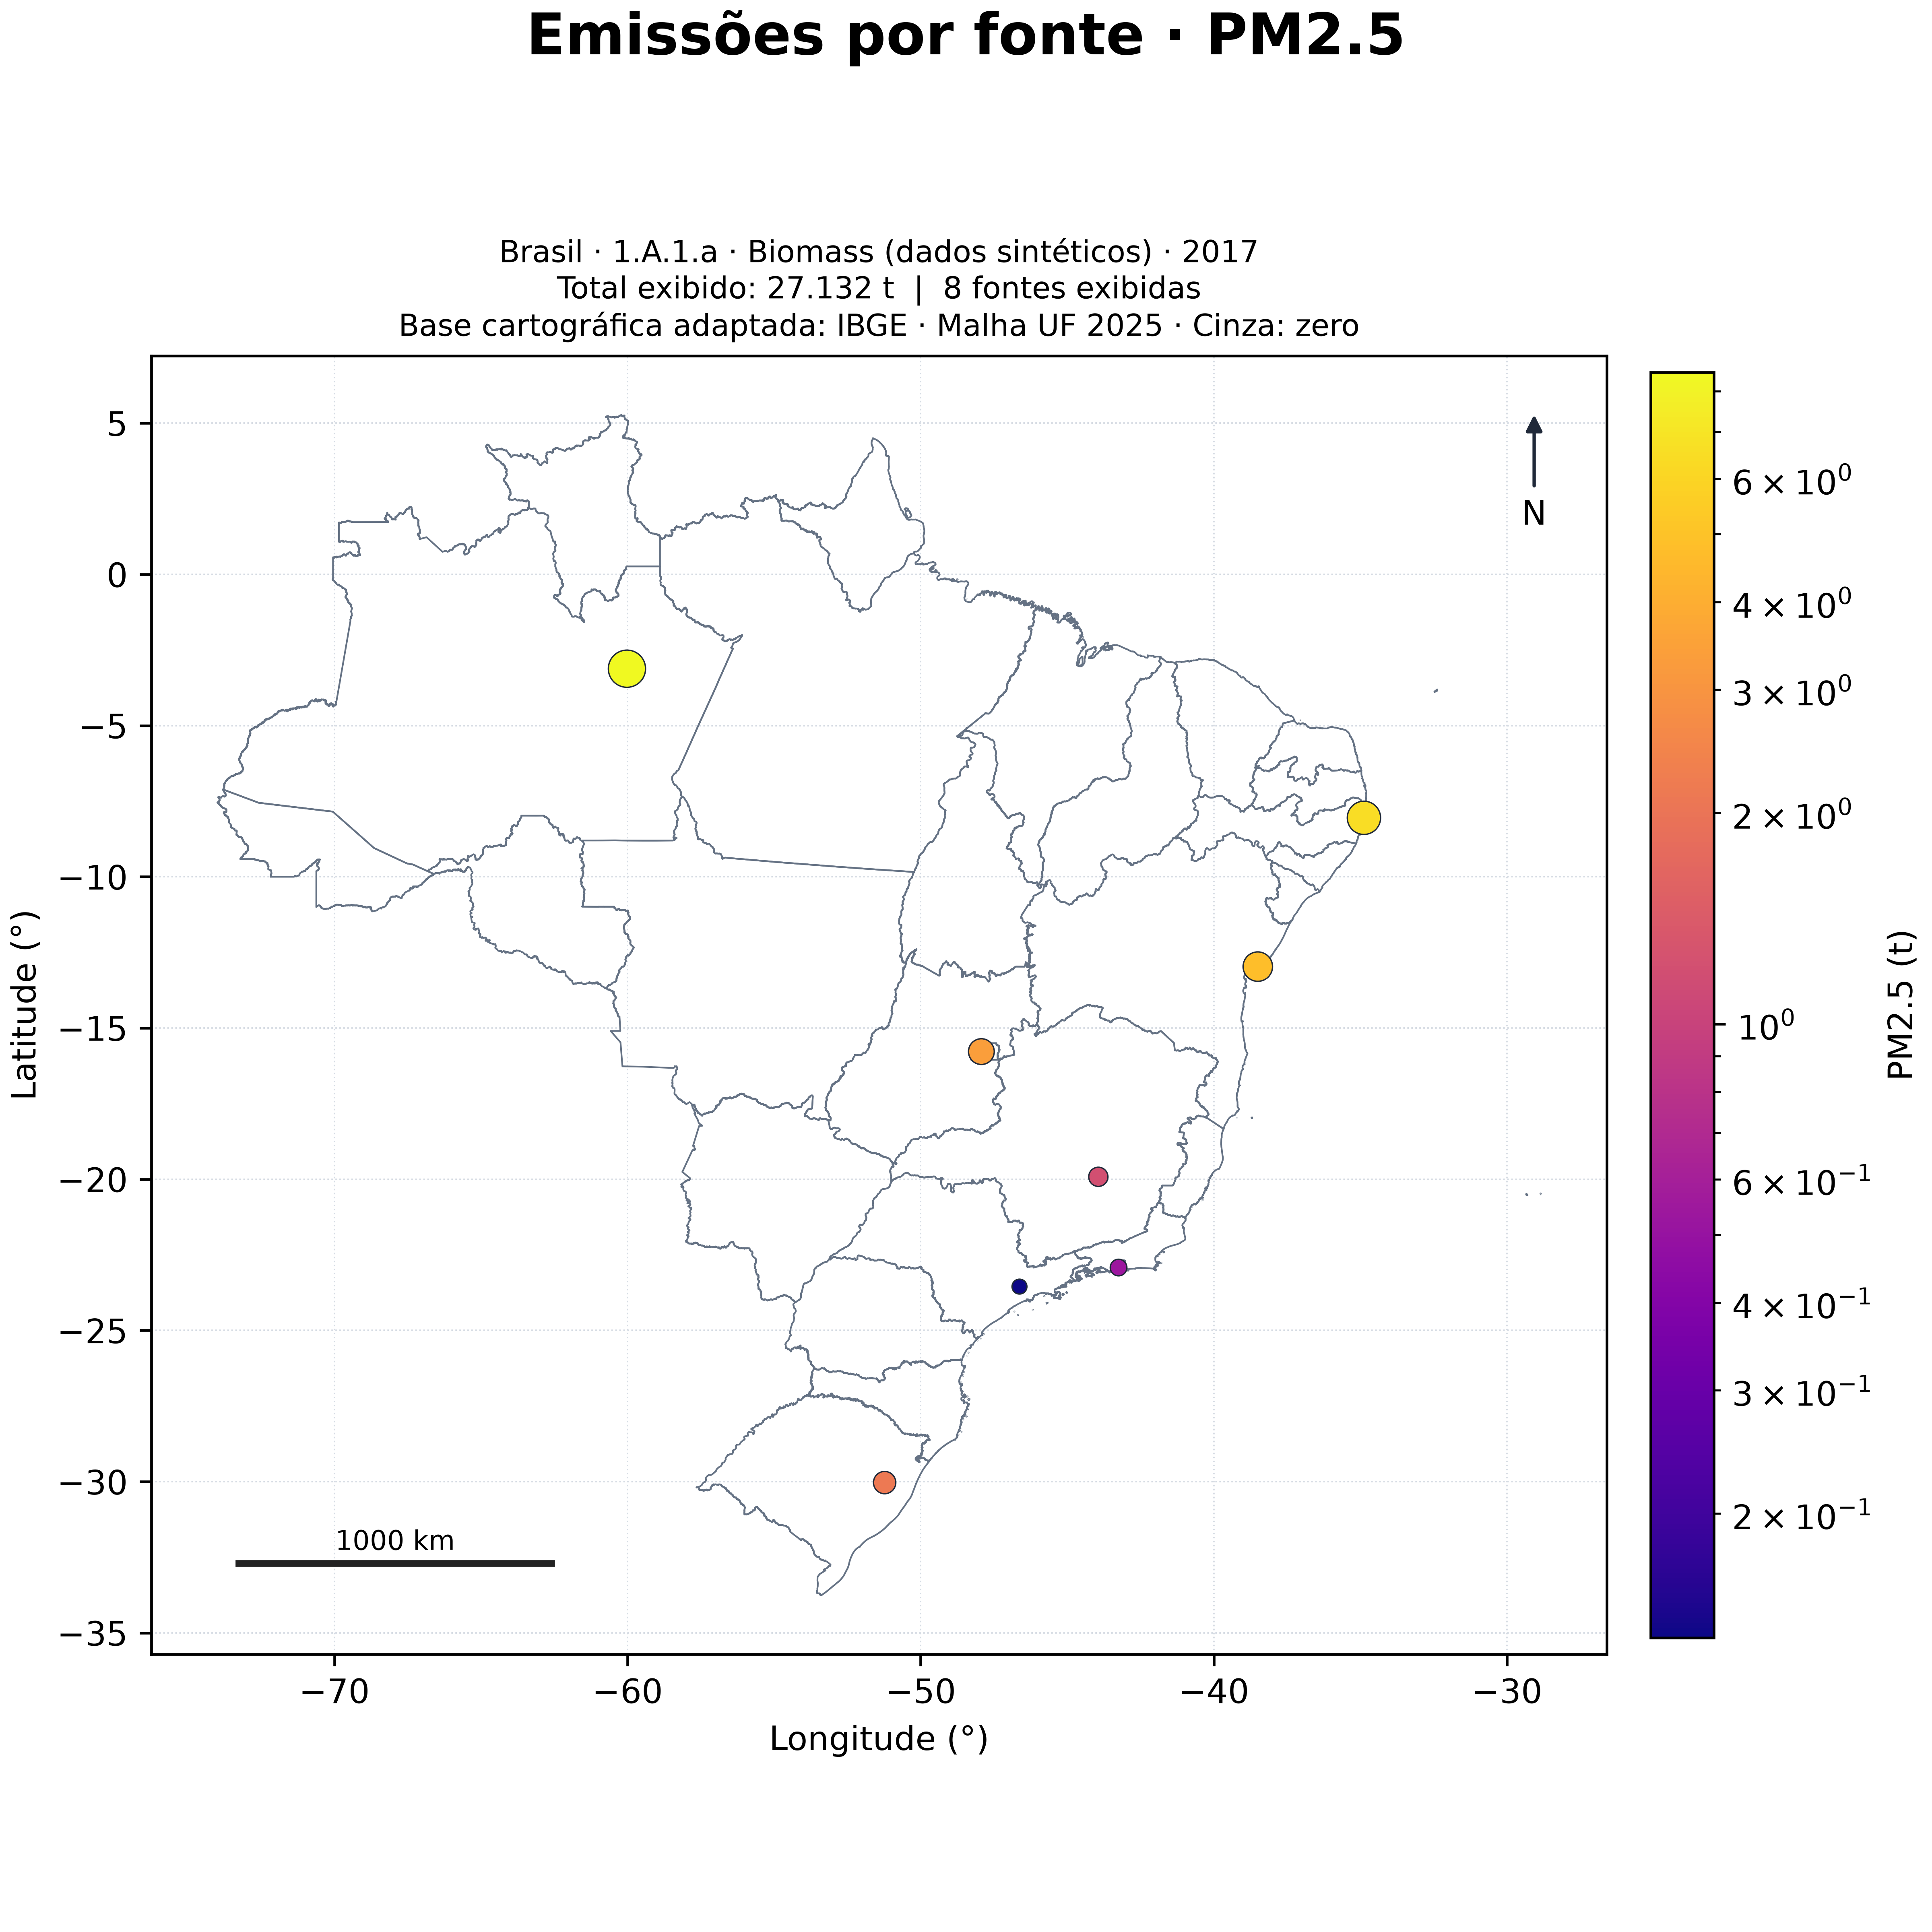 Emissões por fonte · PM2.5
Brasil · 1.A.1.a · Biomass (dados sintéticos) · 2017
Total exibido: 27.132 t | 8 fontes exibidas
Base cartográfica adaptada: IBGE · Malha UF 2025 · Cinza: zero
5
0
−5
−10
−15
−20
−25
−30
−35
Latitude (°)
N
1000 km
−70
−60
−50
−40
−30
Longitude (°)
6 × 10⁰
4 × 10⁰
3 × 10⁰
2 × 10⁰
10⁰
6 × 10⁻¹
4 × 10⁻¹
3 × 10⁻¹
2 × 10⁻¹
PM2.5 (t)